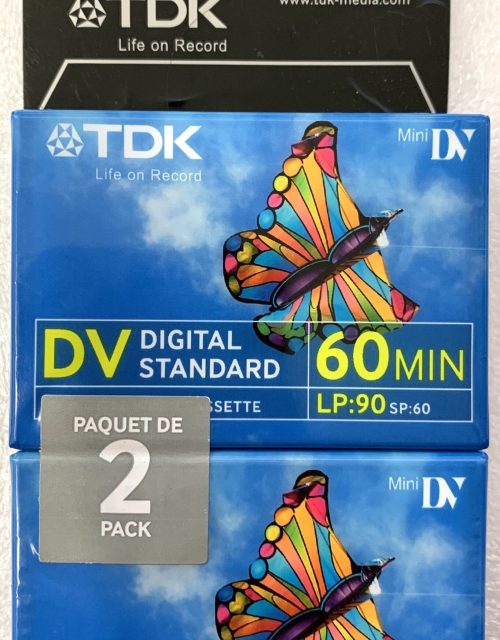 TDK
www.tdk-media.com
Life on Record
TDK
Mini DV
Life on Record
DV DIGITAL STANDARD
60 MIN
LP:90 SP:60
PAQUET DE
2
PACK
Mini DV